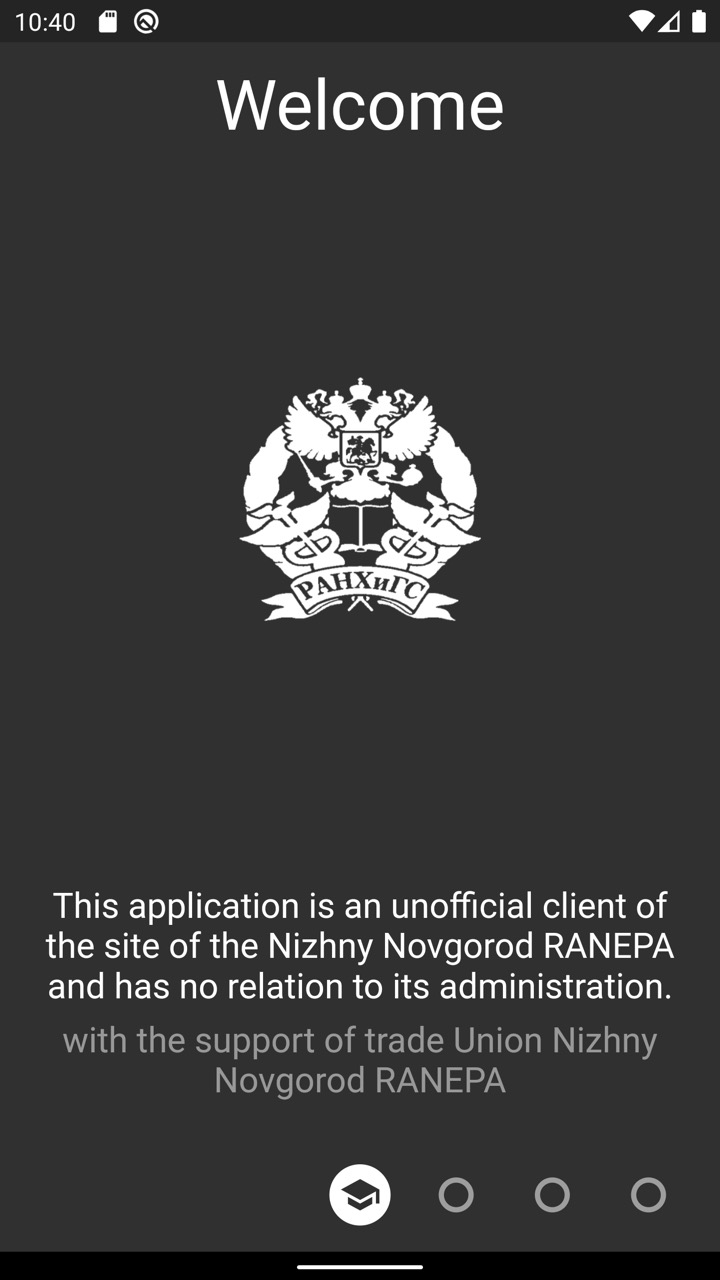 10:40
Welcome
РАНХиГС
This application is an unofficial client of
the site of the Nizhny Novgorod RANEPA
and has no relation to its administration.
with the support of trade Union Nizhny
Novgorod RANEPA